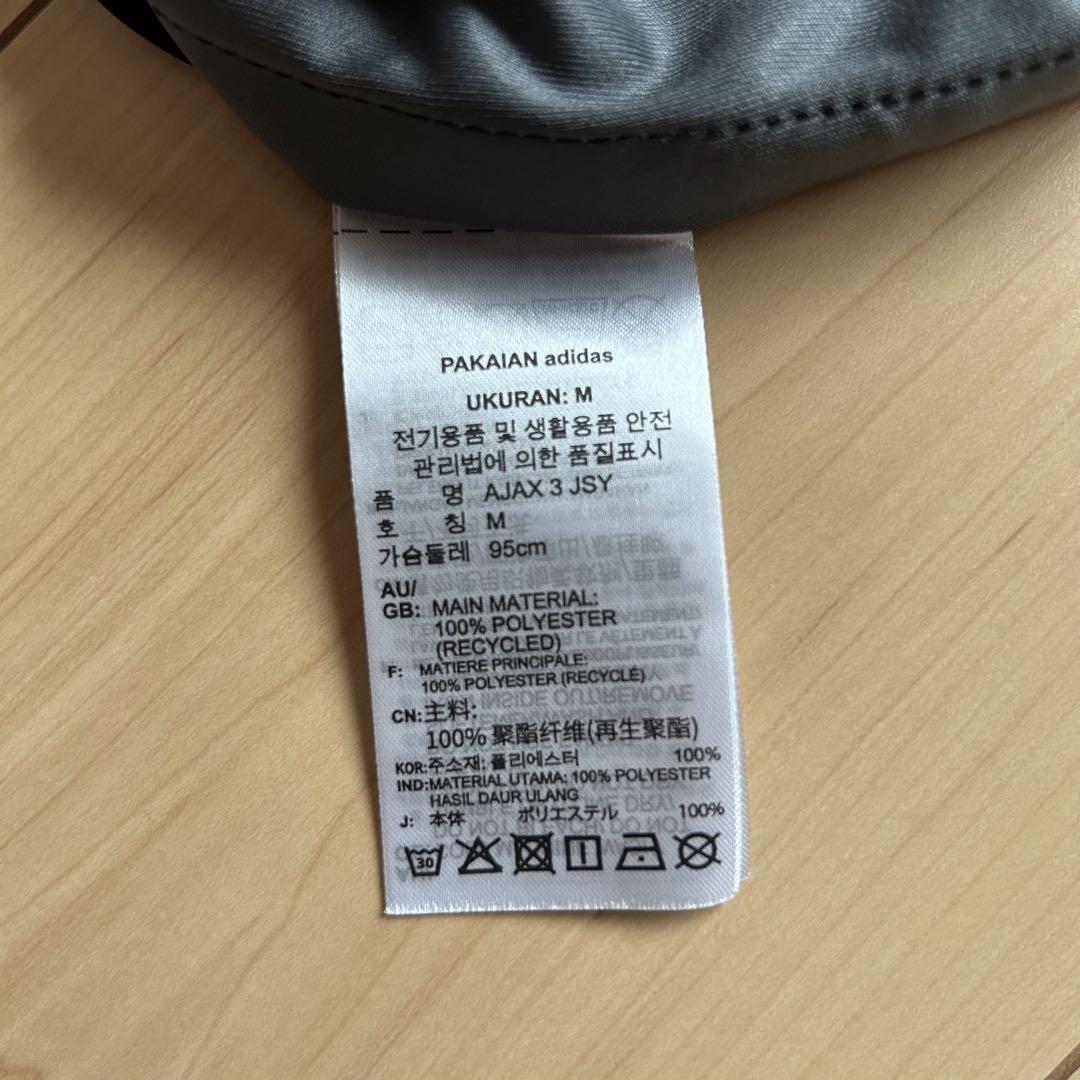 PAKAIAN adidas
UKURAN: M
전기용품 및 생활용품 안전
관리법에 의한 품질표시
품 명 AJAX 3 JSY
호 칭 M
가슴둘레 95cm
AU/
GB: MAIN MATERIAL:
100% POLYESTER
(RECYCLED)
F: MATIERE PRINCIPALE:
100% POLYESTER (RECYCLÉ)
CN: 主料:
100% 聚酯纤维(再生聚酯)
KOR: 주소재: 폴리에스터 100%
IND: MATERIAL UTAMA: 100% POLYESTER
HASIL DAUR ULANG
J: 本体 ポリエステル 100%
30